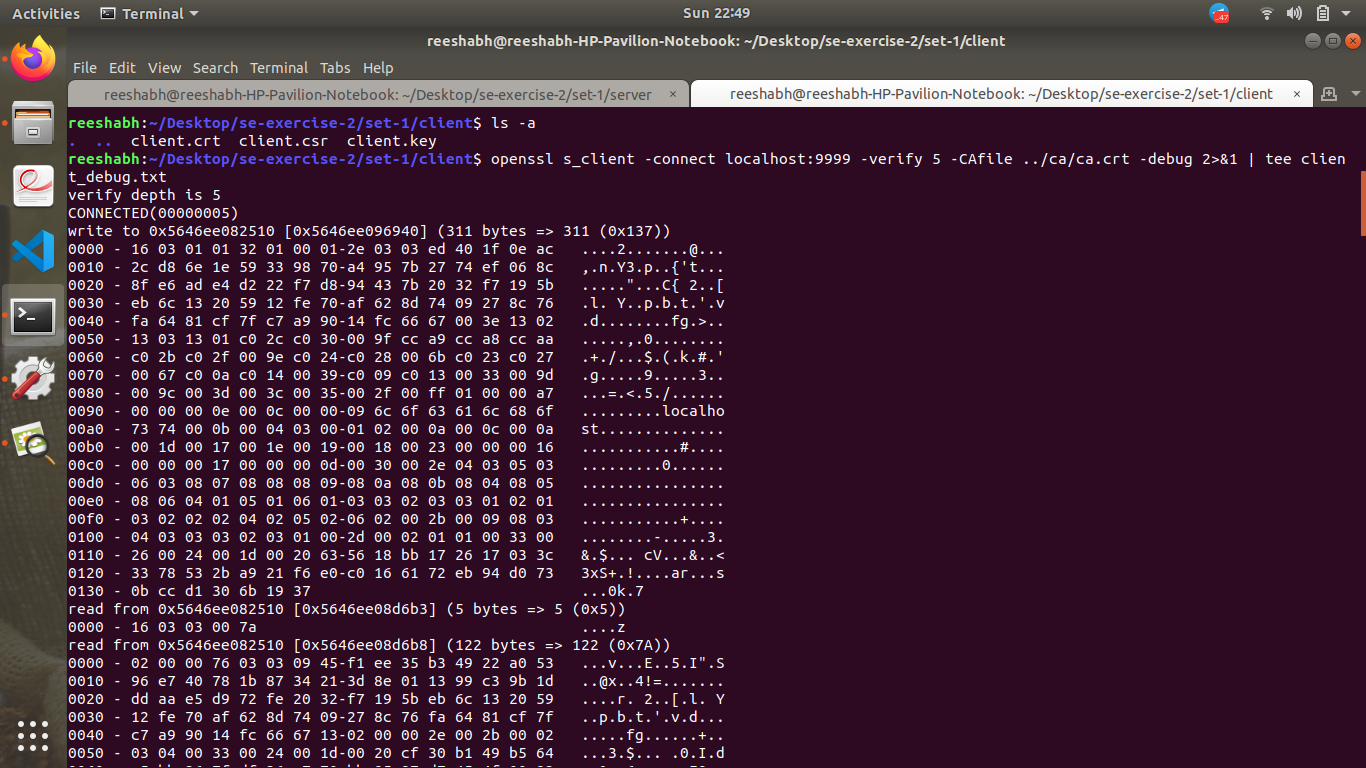 Activities
Terminal
Sun 22:49
47
reeshabh@reeshabh-HP-Pavilion-Notebook: ~/Desktop/se-exercise-2/set-1/client
File Edit View Search Terminal Tabs Help
reeshabh@reeshabh-HP-Pavilion-Notebook: ~/Desktop/se-exercise-2/set-1/server ×
reeshabh@reeshabh-HP-Pavilion-Notebook: ~/Desktop/se-exercise-2/set-1/client ×
reeshabh:~/Desktop/se-exercise-2/set-1/client$ ls -a
.  ..  client.crt  client.csr  client.key
reeshabh:~/Desktop/se-exercise-2/set-1/client$ openssl s_client -connect localhost:9999 -verify 5 -CAfile ../ca/ca.crt -debug 2>&1 | tee clien
t_debug.txt
verify depth is 5
CONNECTED(00000005)
write to 0x5646ee082510 [0x5646ee096940] (311 bytes => 311 (0x137))
0000 - 16 03 01 01 32 01 00 01-2e 03 03 ed 40 1f 0e ac   ....2.......@...
0010 - 2c d8 6e 1e 59 33 98 70-a4 95 7b 27 74 ef 06 8c   ,.n.Y3.p..{'t...
0020 - 8f e6 ad e4 d2 22 f7 d8-94 43 7b 20 32 f7 19 5b   ....."...C{ 2..[
0030 - eb 6c 13 20 59 12 fe 70-af 62 8d 74 09 27 8c 76   .l. Y..p.b.t.'.v
0040 - fa 64 81 cf 7f c7 a9 90-14 fc 66 67 00 3e 13 02   .d........fg.>..
0050 - 13 03 13 01 c0 2c c0 30-00 9f cc a9 cc a8 cc aa   .....,.0........
0060 - c0 2b c0 2f 00 9e c0 24-c0 28 00 6b c0 23 c0 27   .+./...$.(.k.#.'
0070 - 00 67 c0 0a c0 14 00 39-c0 09 c0 13 00 33 00 9d   .g.....9.....3..
0080 - 00 9c 00 3d 00 3c 00 35-00 2f 00 ff 01 00 00 a7   ...=.<.5./......
0090 - 00 00 00 0e 00 0c 00 00-09 6c 6f 63 61 6c 68 6f   .........localho
00a0 - 73 74 00 0b 00 04 03 00-01 02 00 0a 00 0c 00 0a   st..............
00b0 - 00 1d 00 17 00 1e 00 19-00 18 00 23 00 00 00 16   ...........#....
00c0 - 00 00 00 17 00 00 00 0d-00 30 00 2e 04 03 05 03   .........0......
00d0 - 06 03 08 07 08 08 08 09-08 0a 08 0b 08 04 08 05   ................
00e0 - 08 06 04 01 05 01 06 01-03 03 02 03 03 01 02 01   ................
00f0 - 03 02 02 02 04 02 05 02-06 02 00 2b 00 09 08 03   ...........+....
0100 - 04 03 03 03 02 03 01 00-2d 00 02 01 01 00 33 00   ........-.....3.
0110 - 26 00 24 00 1d 00 20 63-56 18 bb 17 26 17 03 3c   &.$... cV...&..<
0120 - 33 78 53 2b a9 21 f6 e0-c0 16 61 72 eb 94 d0 73   3xS+.!....ar...s
0130 - 0b cc d1 30 6b 19 37                              ...0k.7
read from 0x5646ee082510 [0x5646ee08d6b3] (5 bytes => 5 (0x5))
0000 - 16 03 03 00 7a                                    ....z
read from 0x5646ee082510 [0x5646ee08d6b8] (122 bytes => 122 (0x7A))
0000 - 02 00 00 76 03 03 09 45-f1 ee 35 b3 49 22 a0 53   ...v...E..5.I".S
0010 - 96 e7 40 78 1b 87 34 21-3d 8e 01 13 99 c3 9b 1d   ..@x..4!=.......
0020 - dd aa e5 d9 72 fe 20 32-f7 19 5b eb 6c 13 20 59   ....r. 2..[.l. Y
0030 - 12 fe 70 af 62 8d 74 09-27 8c 76 fa 64 81 cf 7f   ..p.b.t.'.v.d...
0040 - c7 a9 90 14 fc 66 67 13-02 00 00 2e 00 2b 00 02   .....fg......+..
0050 - 03 04 00 33 00 24 00 1d-00 20 cf 30 b1 49 b5 64   ...3.$... .0.I.d